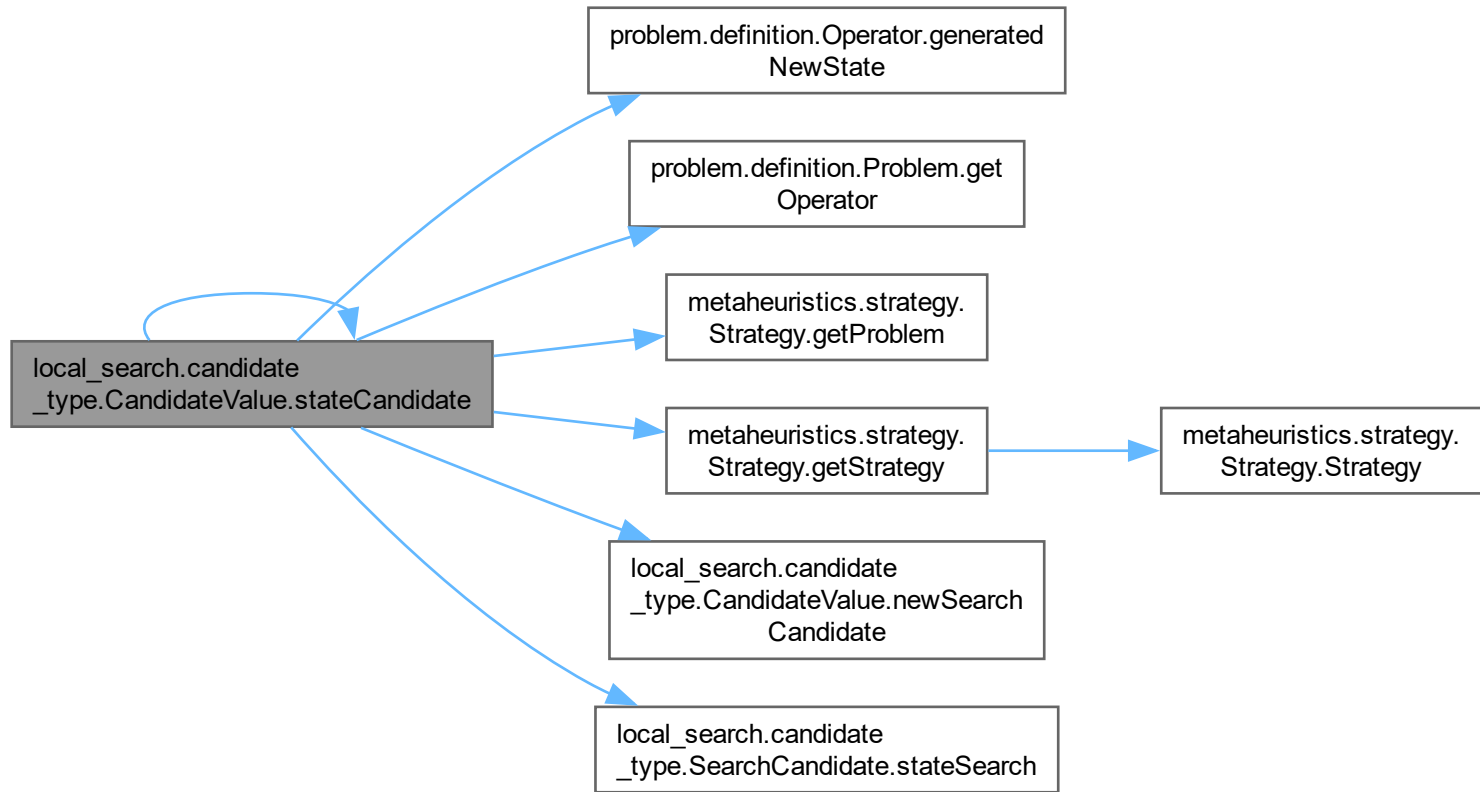 problem.definition.Operator.generated
NewState
problem.definition.Problem.get
Operator
metaheuristics.strategy.
Strategy.getProblem
local_search.candidate
_type.CandidateValue.stateCandidate
metaheuristics.strategy.
Strategy.getStrategy
metaheuristics.strategy.
Strategy.Strategy
local_search.candidate
_type.CandidateValue.newSearch
Candidate
local_search.candidate
_type.SearchCandidate.stateSearch